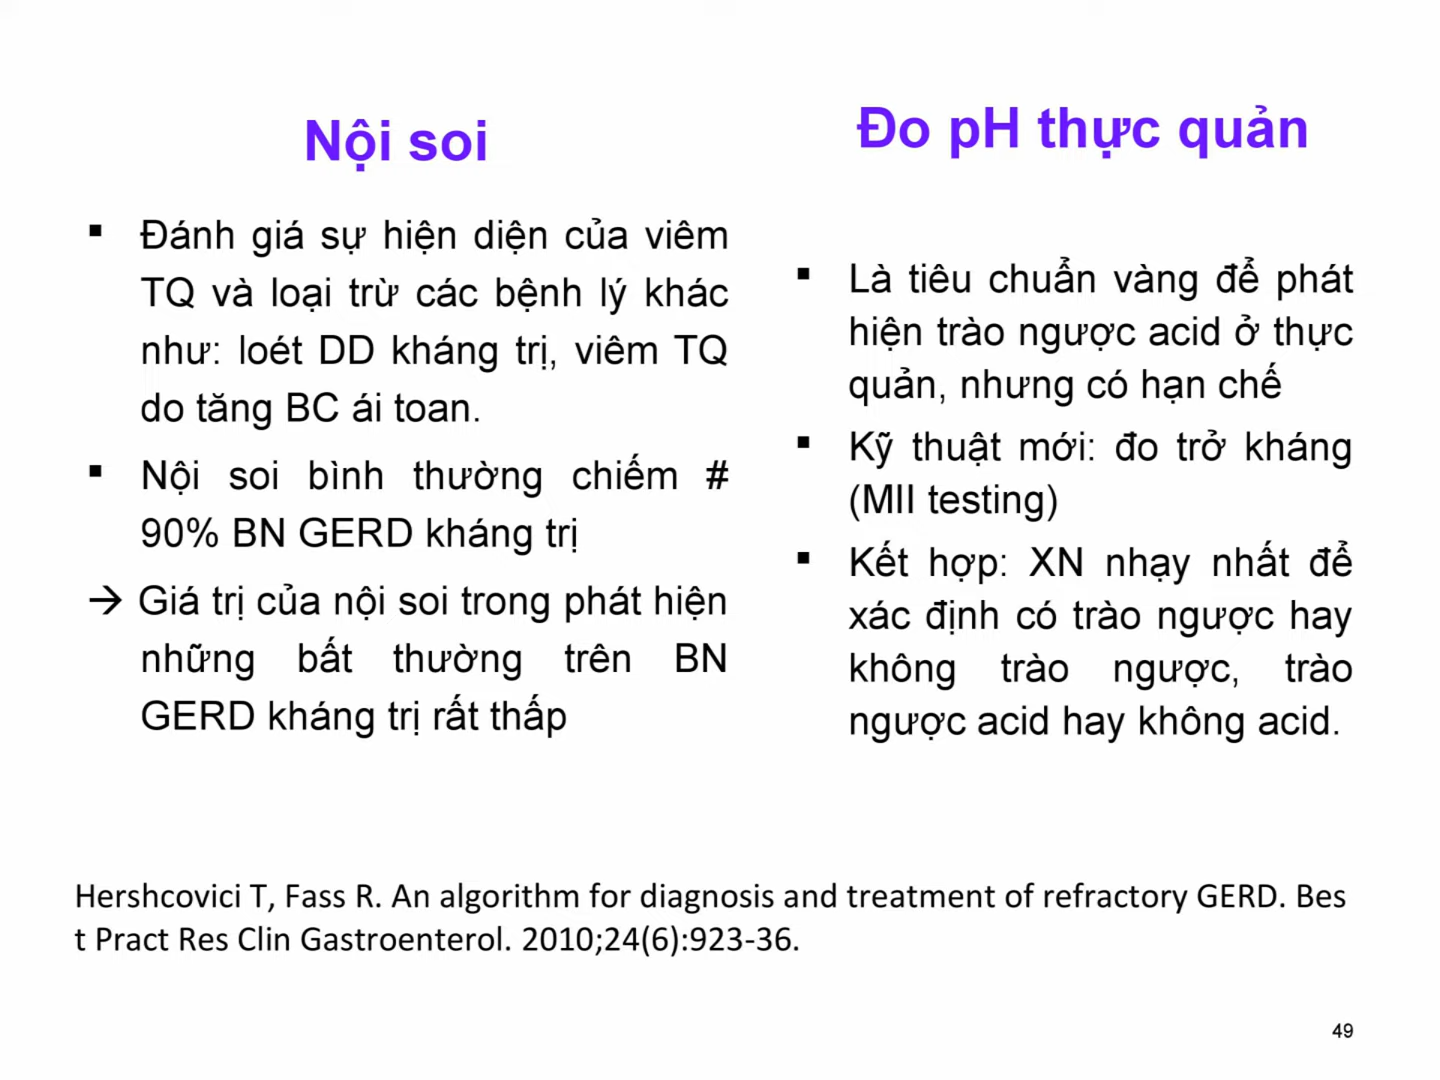 Nội soi
▪ Đánh giá sự hiện diện của viêm
TQ và loại trừ các bệnh lý khác
như: loét DD kháng trị, viêm TQ
do tăng BC ái toan.
▪ Nội soi bình thường chiếm #
90% BN GERD kháng trị
→ Giá trị của nội soi trong phát hiện
những bất thường trên BN
GERD kháng trị rất thấp
Đo pH thực quản
▪ Là tiêu chuẩn vàng để phát
hiện trào ngược acid ở thực
quản, nhưng có hạn chế
▪ Kỹ thuật mới: đo trở kháng
(MII testing)
▪ Kết hợp: XN nhạy nhất để
xác định có trào ngược hay
không trào ngược, trào
ngược acid hay không acid.
Hershcovici T, Fass R. An algorithm for diagnosis and treatment of refractory GERD. Bes
t Pract Res Clin Gastroenterol. 2010;24(6):923-36.
49